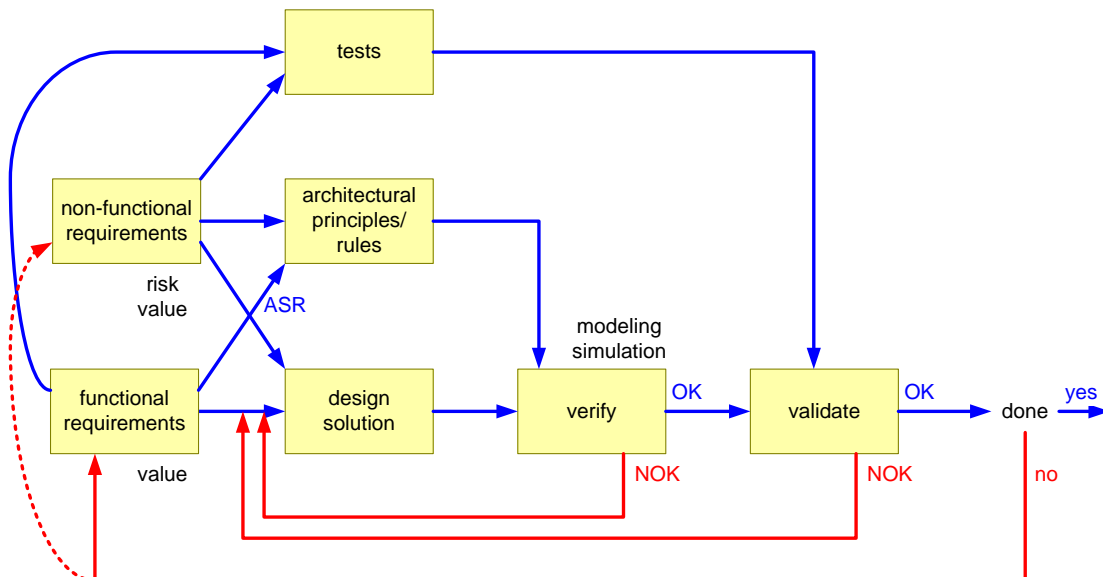 tests
non-functional
requirements
architectural
principles/
rules
risk
value
ASR
modeling
simulation
functional
requirements
design
solution
verify
OK
validate
OK
done
yes
value
NOK
NOK
no